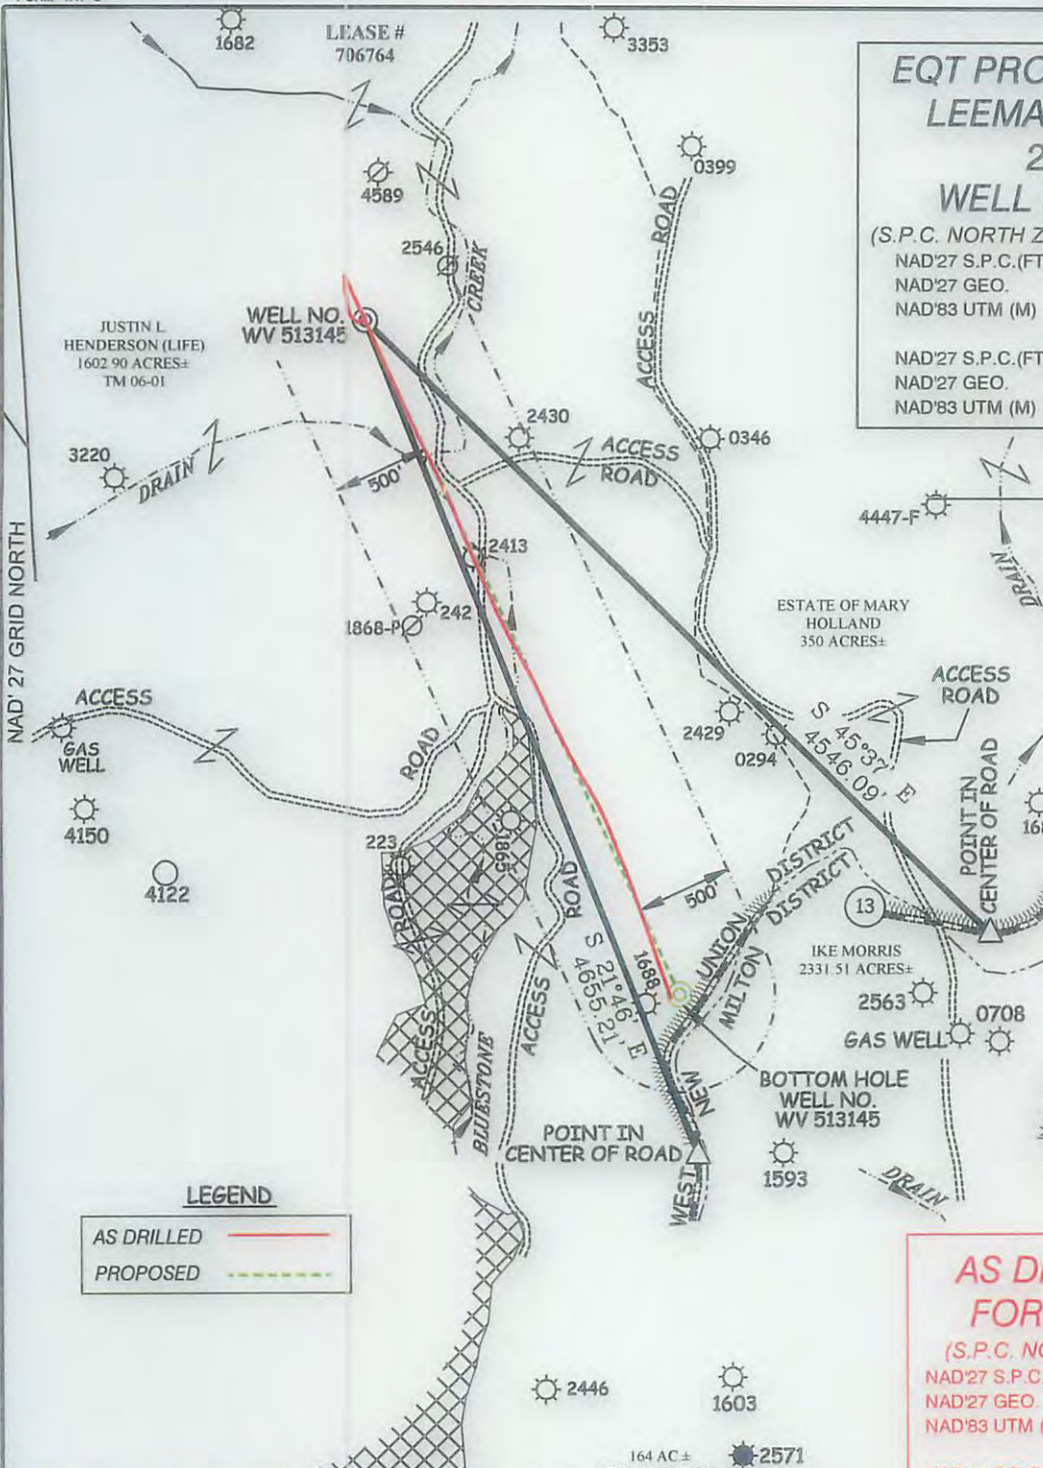 1682
LEASE #
706764
3353
0399
4589
2546
CREEK
ACCESS ROAD
EQT PRO
LEEMA
2
WELL
(S.P.C. NORTH Z
NAD'27 S.P.C.(FT
NAD'27 GEO.
NAD'83 UTM (M)
NAD'27 S.P.C.(FT
NAD'27 GEO.
NAD'83 UTM (M)
WELL NO.
WV 513145
JUSTIN L
HENDERSON (LIFE)
1602 90 ACRES±
TM 06-01
3220
DRAIN
500'
2430
ACCESS
ROAD
0346
4447-F
DRAIN
NAD' 27 GRID NORTH
2413
242
1868-P
ESTATE OF MARY
HOLLAND
350 ACRES±
ACCESS
ROAD
ACCESS
ROAD
GAS
WELL
2429
0294
S 45°37' E
4546.09'
POINT IN
CENTER OF ROAD
168
4150
4122
223
1865
ROAD
ACCESS
ROAD
ACCESS
BLUESTONE
500'
UNION DISTRICT
MILTON DISTRICT
13
IKE MORRIS
2331 51 ACRES±
2563
GAS WELL
0708
S 21°46' E
4655.21'
1688
BOTTOM HOLE
WELL NO.
WV 513145
POINT IN
CENTER OF ROAD
WEST
NEW
1593
DRAIN
LEGEND
AS DRILLED
PROPOSED
AS D
FOR
(S.P.C. NO
NAD'27 S.P.C
NAD'27 GEO.
NAD'83 UTM (
2446
1603
164 AC ±
2571